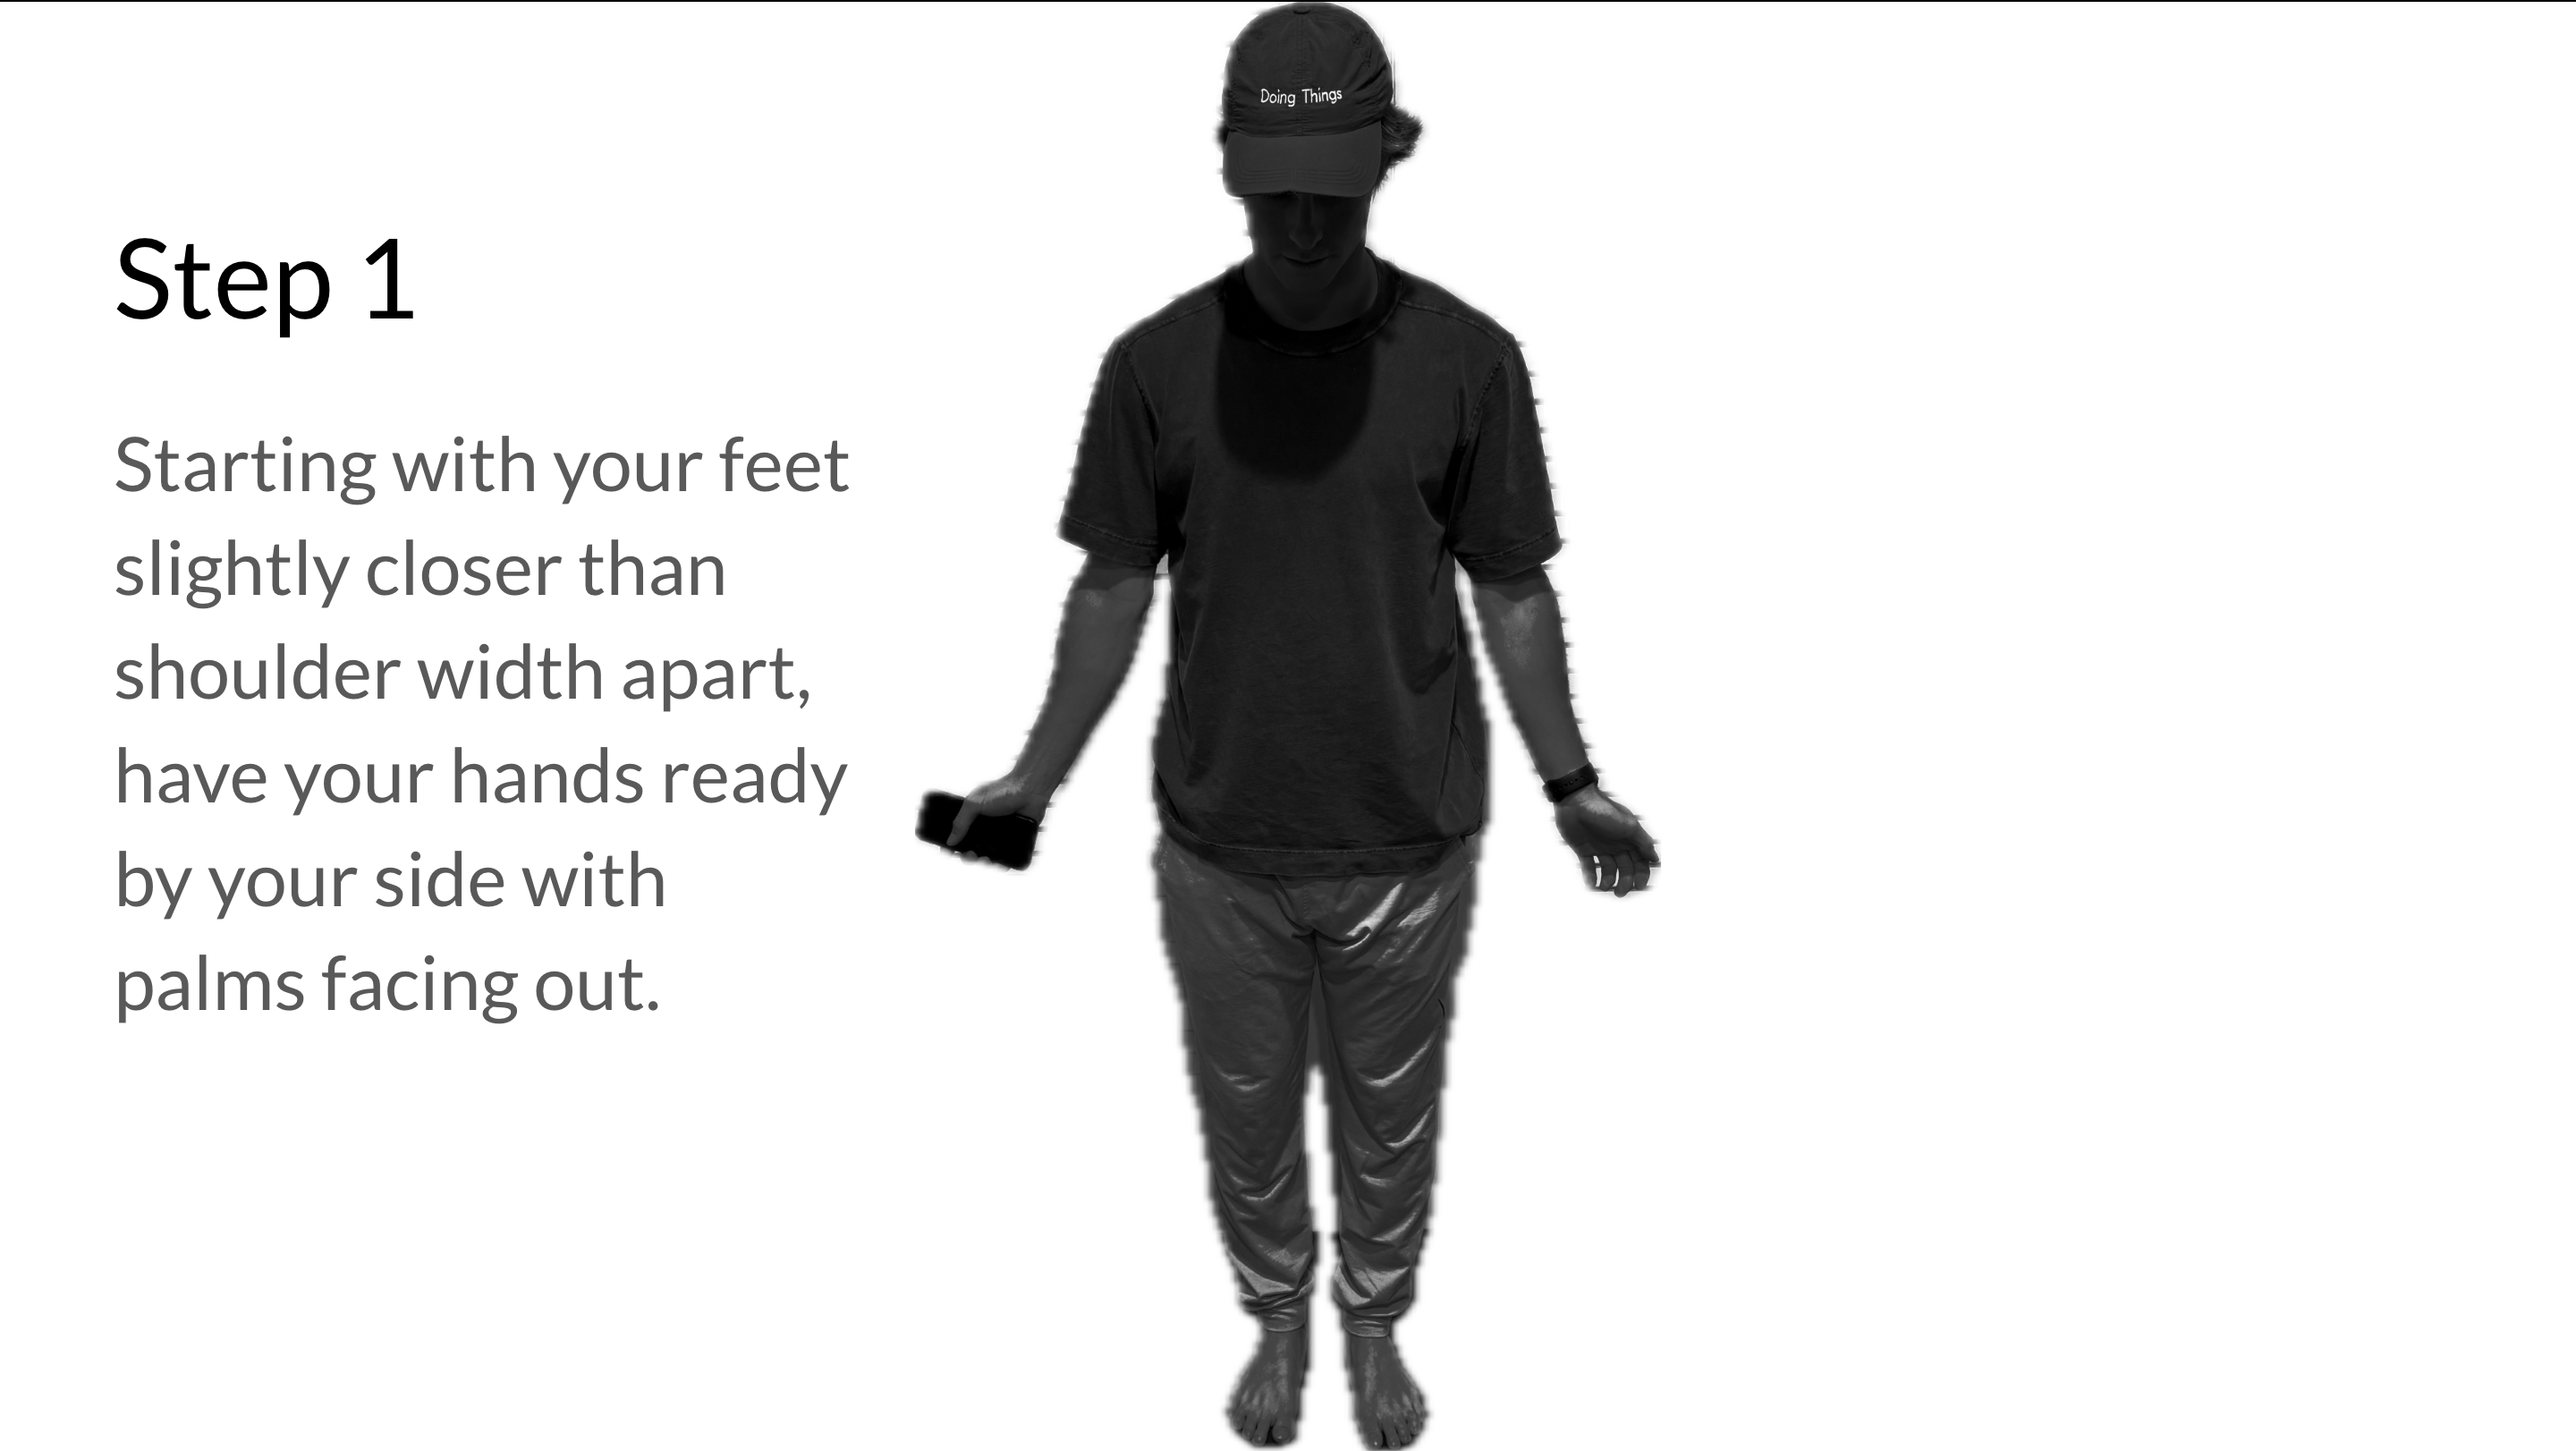 Doing Things
Step 1
Starting with your feet
slightly closer than
shoulder width apart,
have your hands ready
by your side with
palms facing out.